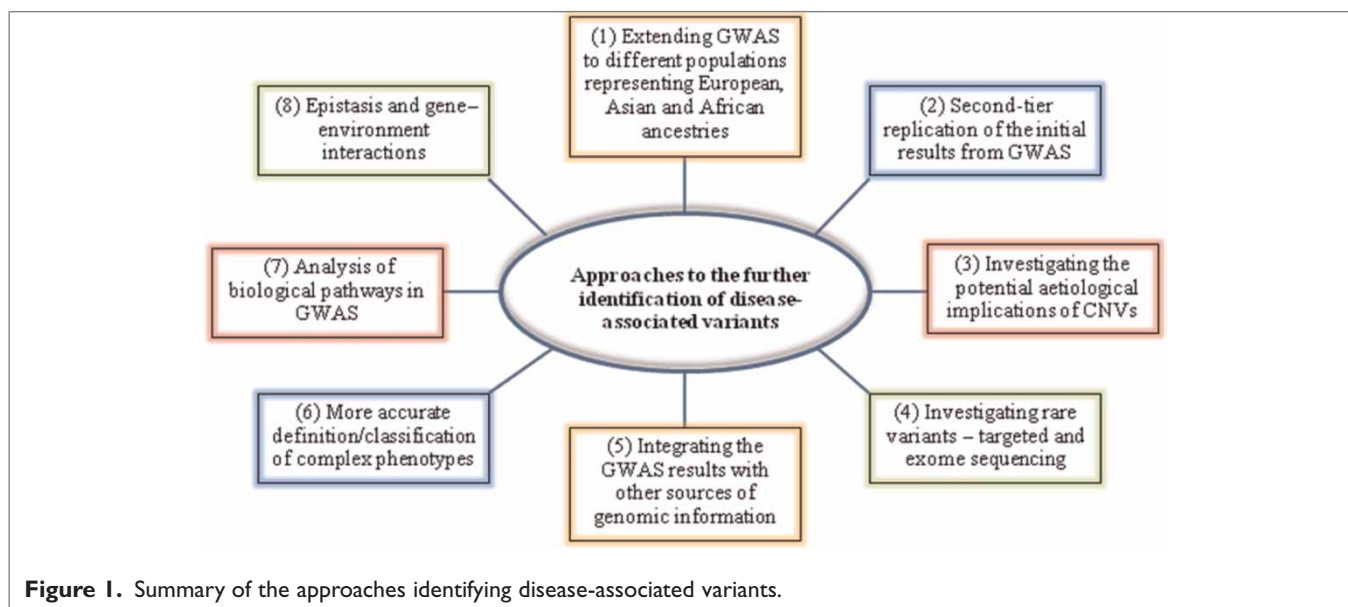 (1) Extending GWAS
to different populations
representing European,
Asian and African
ancestries
(2) Second-tier
replication of the initial
results from GWAS
(3) Investigating the
potential aetiological
implications of CNVs
(4) Investigating rare
variants – targeted and
exome sequencing
(5) Integrating the
GWAS results with
other sources of
genomic information
(6) More accurate
definition/classification
of complex phenotypes
(7) Analysis of
biological pathways in
GWAS
(8) Epistasis and gene–
environment
interactions
Approaches to the further
identification of disease-
associated variants
Figure 1. Summary of the approaches identifying disease-associated variants.